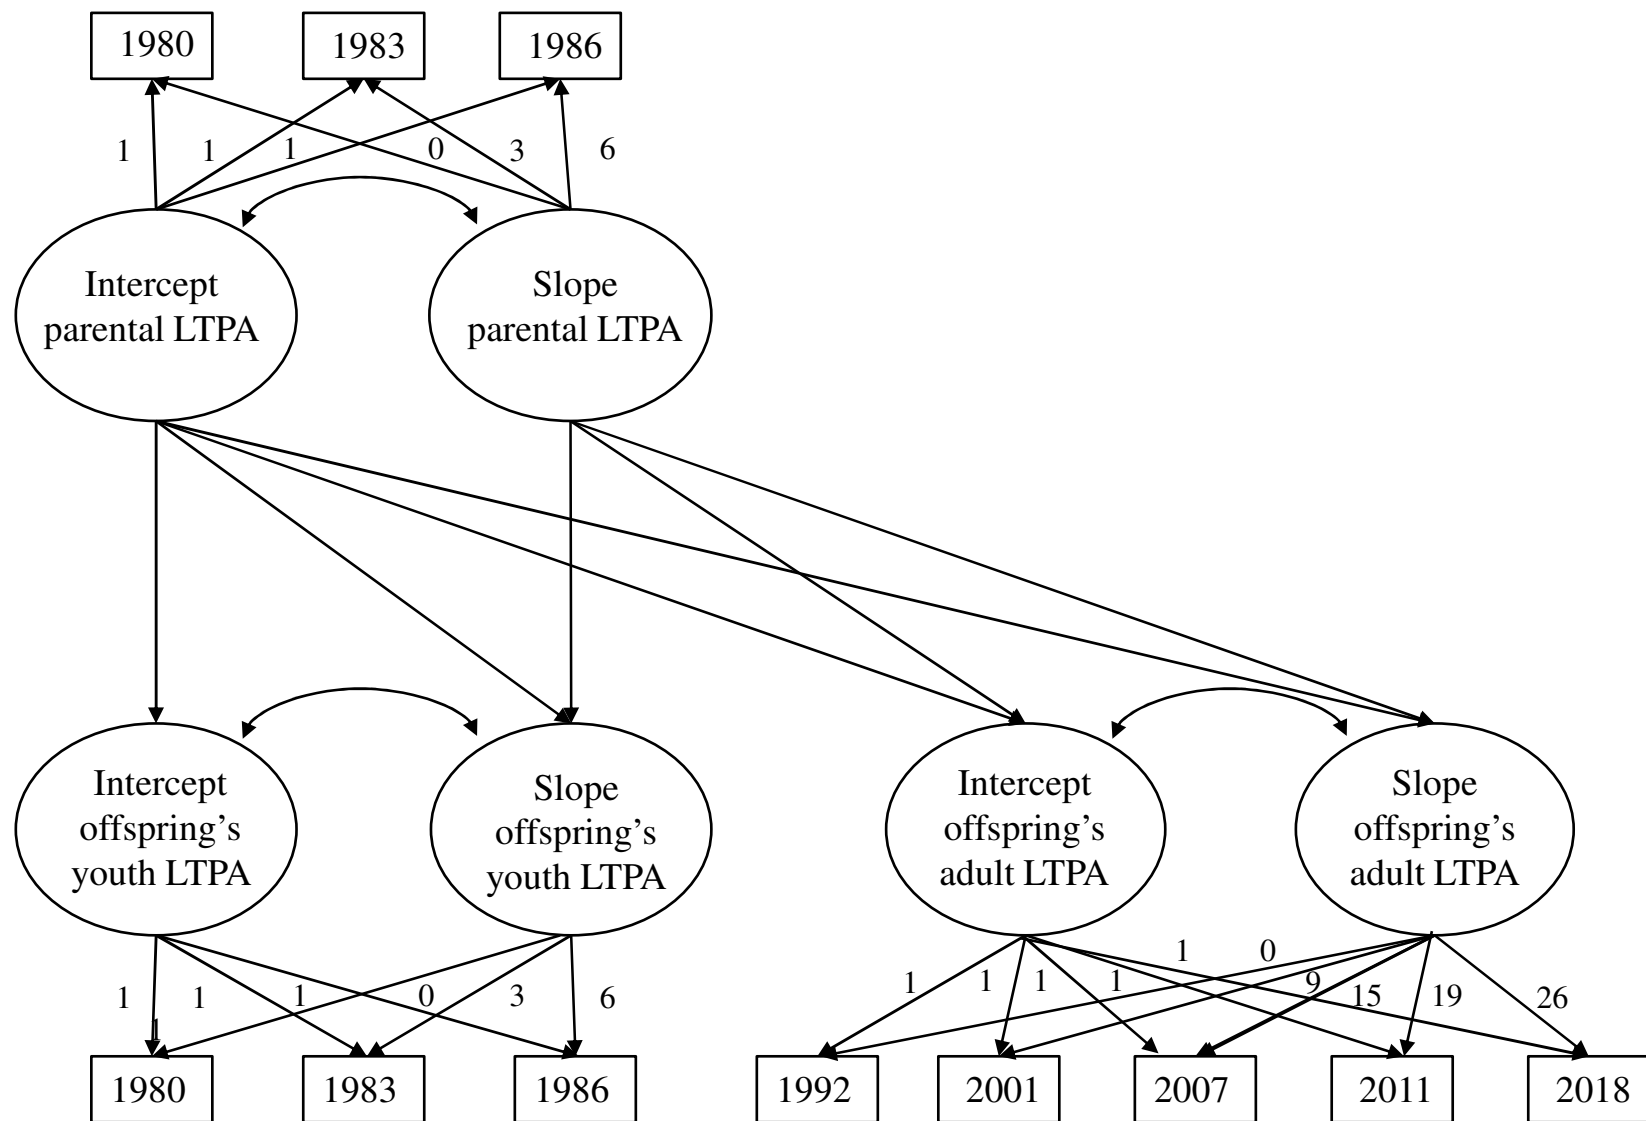 1980
1983
1986
1
1
1
0
3
6
Intercept
parental LTPA
Slope
parental LTPA
Intercept
offspring’s
youth LTPA
Slope
offspring’s
youth LTPA
Intercept
offspring’s
adult LTPA
Slope
offspring’s
adult LTPA
1
1
1
0
3
6
1
1
1
1
1
1
0
9
15
19
26
1980
1983
1986
1992
2001
2007
2011
2018